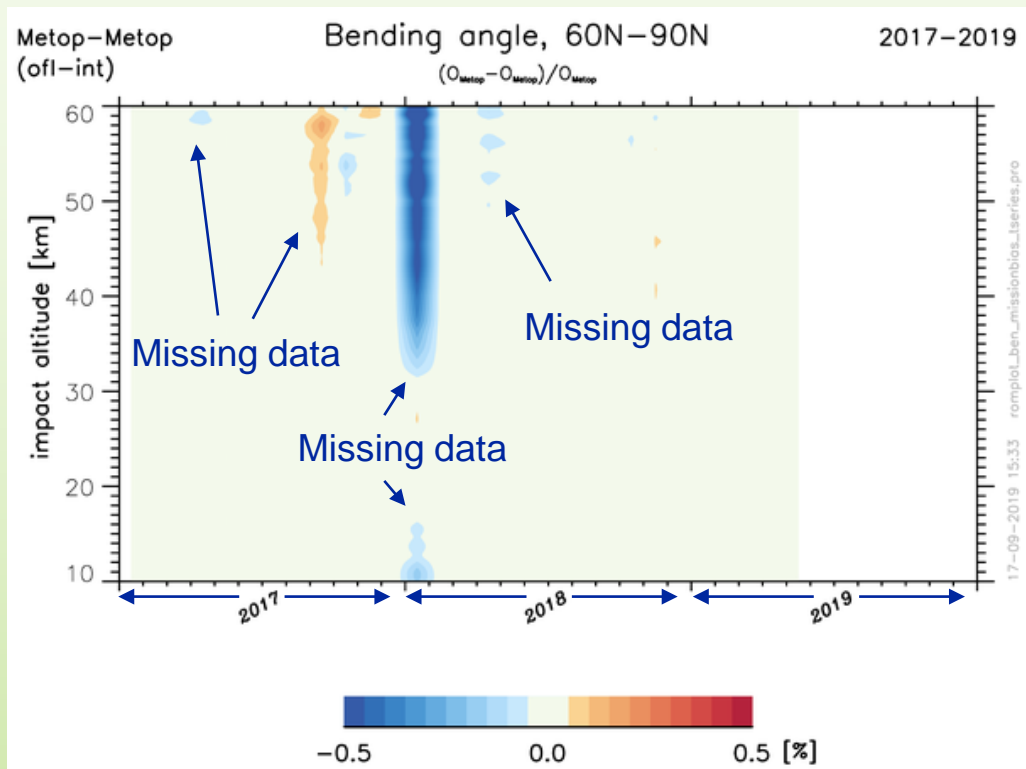 Metop-Metop
(ofl-int)
Bending angle, 60N-90N
(O_Metop-O_Metop)/O_Metop
2017-2019
60
50
40
30
20
10
impact altitude [km]
Missing data
Missing data
Missing data
2017
2018
2019
-0.5
0.0
0.5 [%]
17-09-2019 15:33 romplot_ben_missionbias_tseries.pro